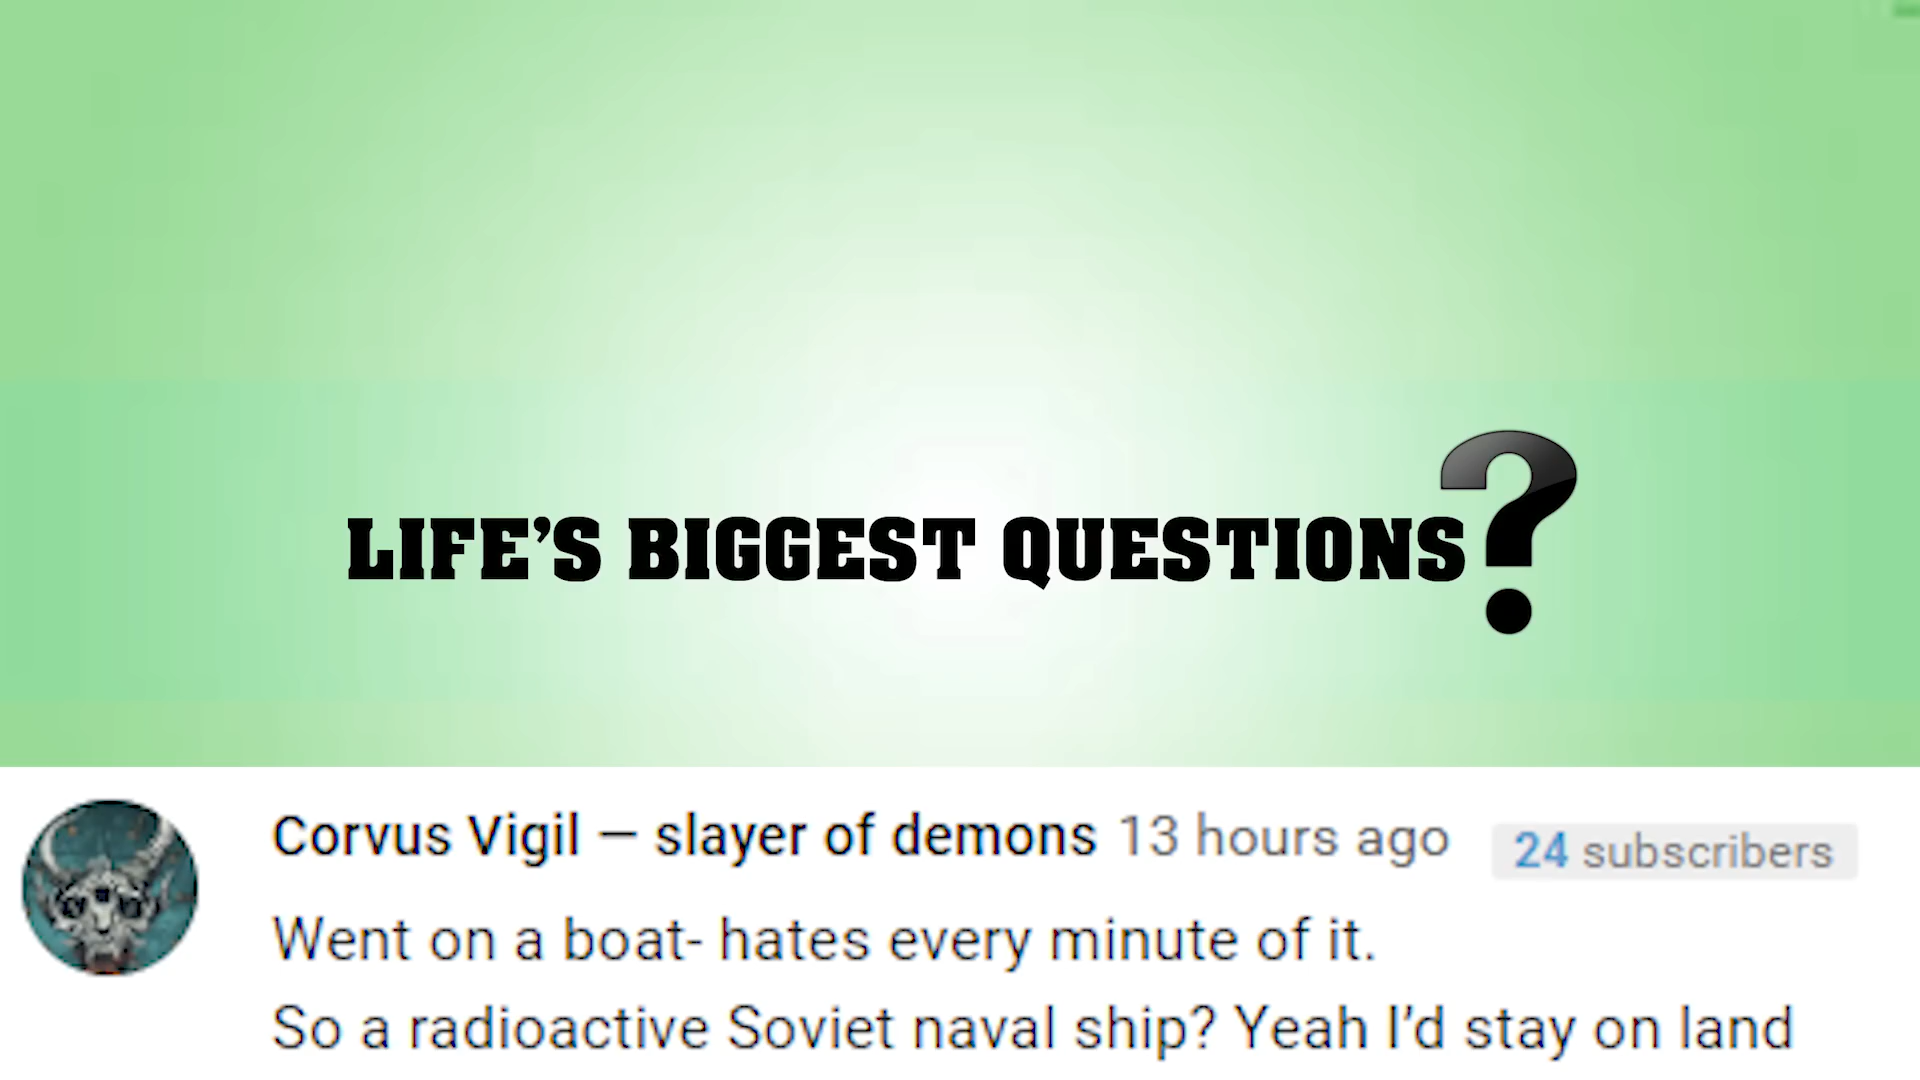 LIFE'S BIGGEST QUESTIONS?
Corvus Vigil — slayer of demons 13 hours ago 24 subscribers
Went on a boat- hates every minute of it.
So a radioactive Soviet naval ship? Yeah I'd stay on land